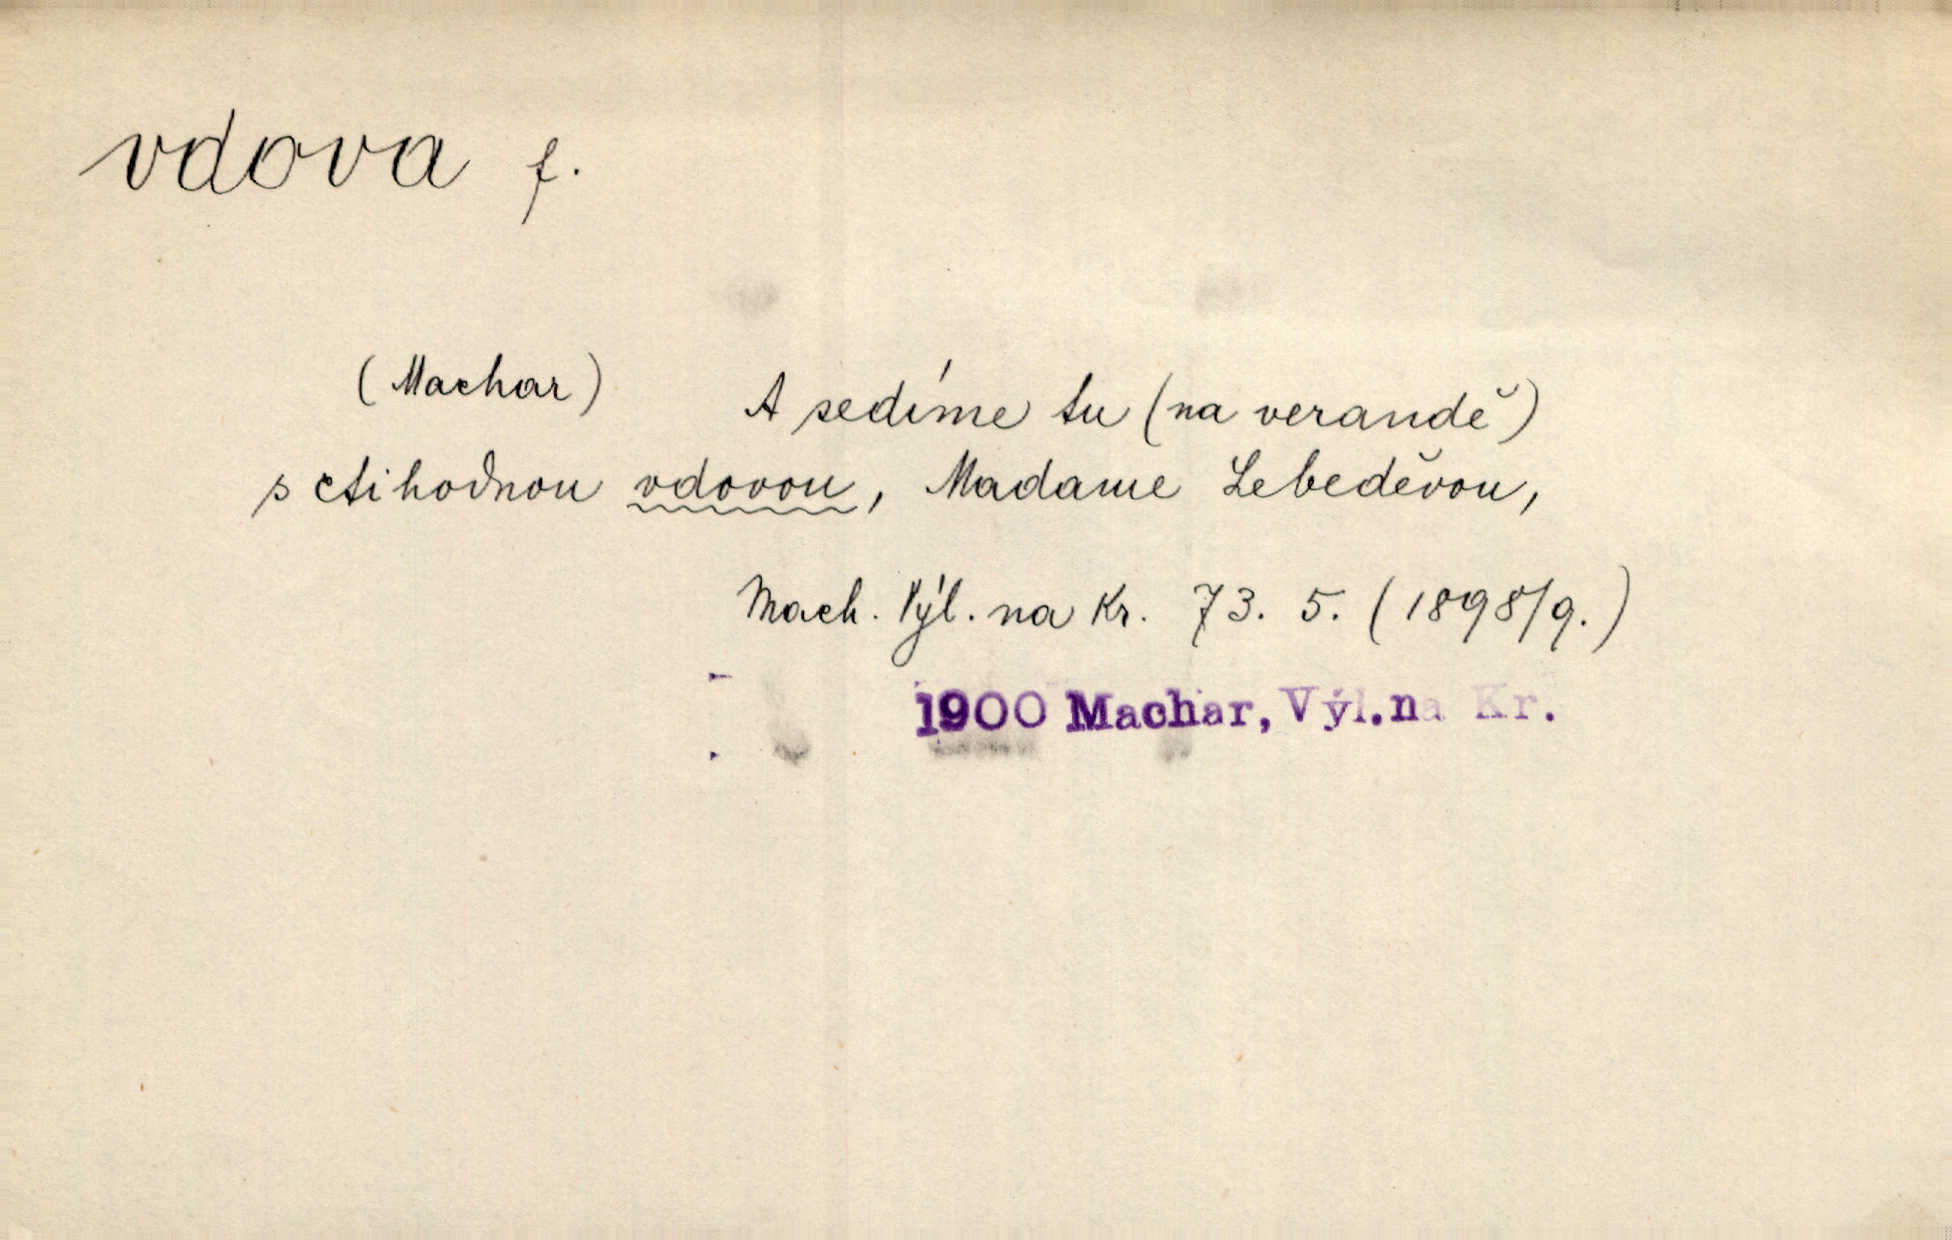 vdova f.
(Machar) A sedíme tu (na verandě)
s ctihodnou vdovou, Madame Lebeděvou,
Mach. Výl. na Kr. 73. 5. (1898/9.)
1900 Machar, Výl.na Kr.